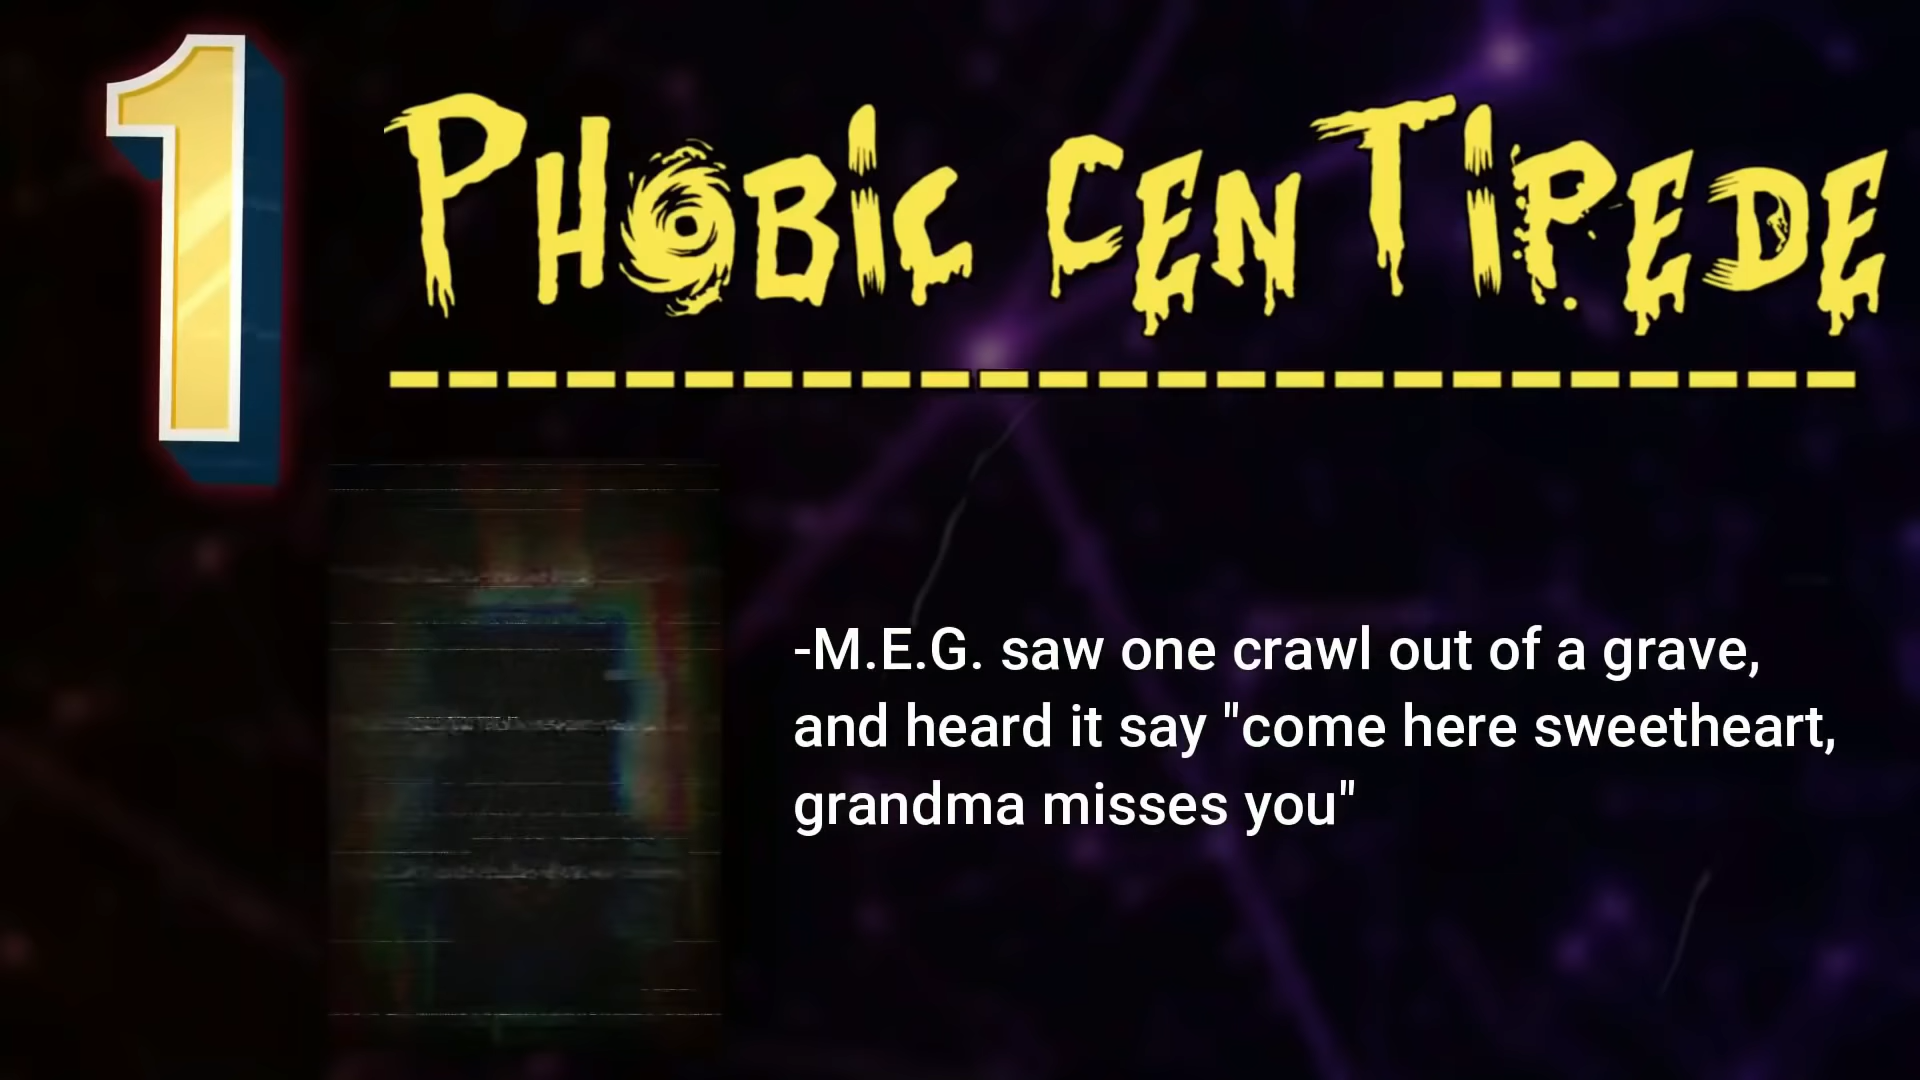 1
PHOBIC CENTIPEDE
-M.E.G. saw one crawl out of a grave,
and heard it say "come here sweetheart,
grandma misses you"